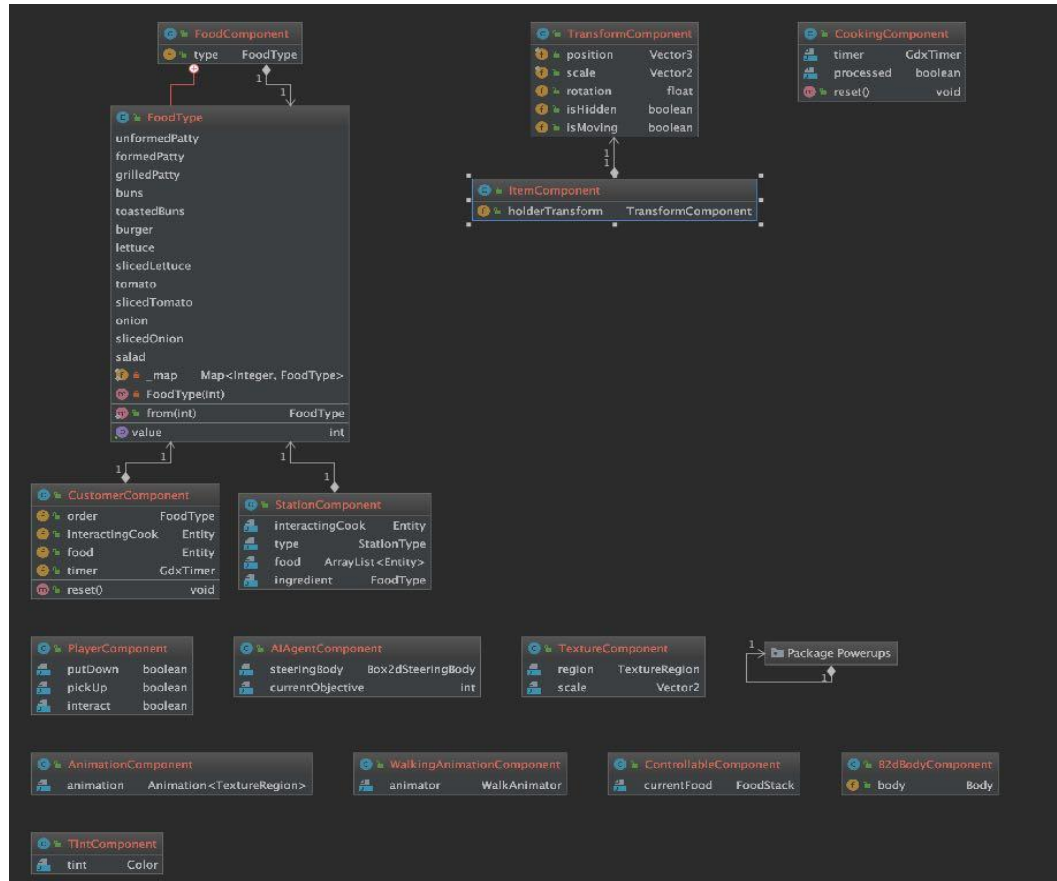 FoodComponent
type FoodType
1
1
FoodType
unformedPatty
formedPatty
grilledPatty
buns
toastedBuns
burger
lettuce
slicedLettuce
tomato
slicedTomato
onion
slicedOnion
salad
_map Map<Integer, FoodType>
FoodType(int)
from(int) FoodType
value int
1
1
1
1
TransformComponent
position Vector3
scale Vector2
rotation float
isHidden boolean
isMoving boolean
1
1
ItemComponent
holderTransform TransformComponent
CookingComponent
timer GdxTimer
processed boolean
reset() void
CustomerComponent
order FoodType
interactingCook Entity
food Entity
timer GdxTimer
reset() void
StationComponent
interactingCook Entity
type StationType
food ArrayList<Entity>
ingredient FoodType
PlayerComponent
putDown boolean
pickUp boolean
interact boolean
AIAgentComponent
steeringBody Box2dSteeringBody
currentObjective int
TextureComponent
region TextureRegion
scale Vector2
1
Package Powerups
1
AnimationComponent
animation Animation<TextureRegion>
WalkingAnimationComponent
animator WalkAnimator
ControllableComponent
currentFood FoodStack
B2dBodyComponent
body Body
TintComponent
tint Color